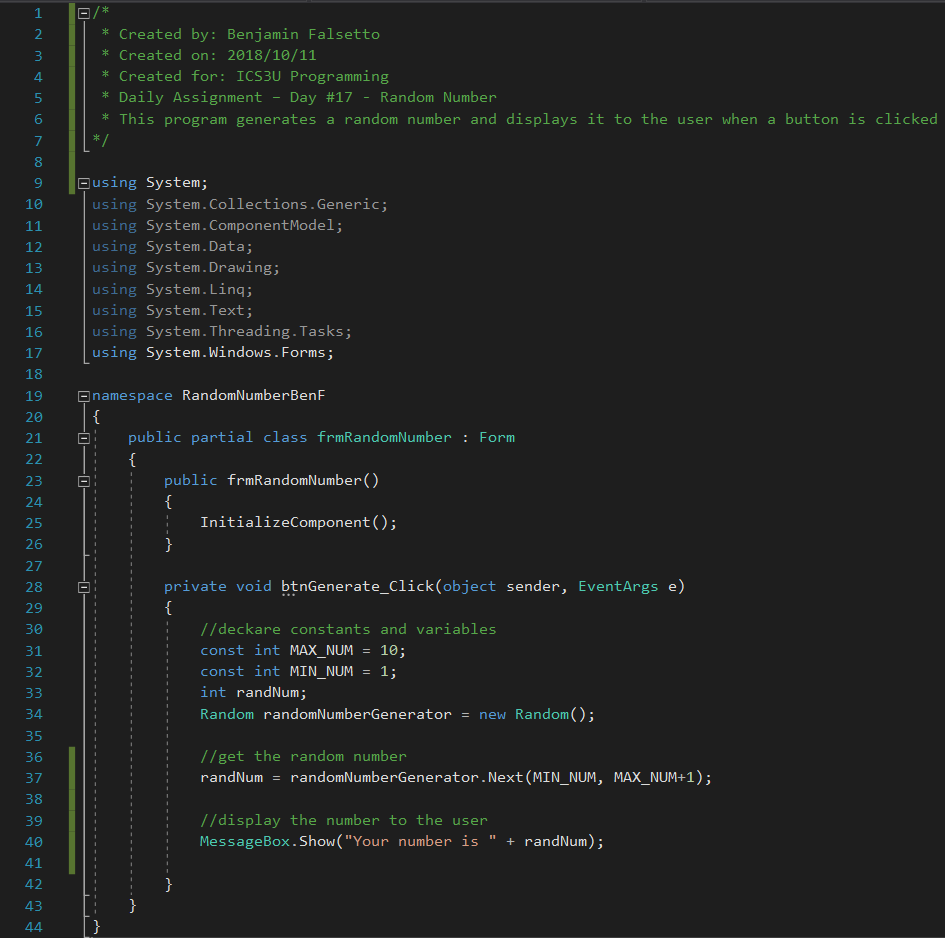 1 /*
2 * Created by: Benjamin Falsetto
3 * Created on: 2018/10/11
4 * Created for: ICS3U Programming
5 * Daily Assignment – Day #17 - Random Number
6 * This program generates a random number and displays it to the user when a button is clicked
7 */
8
9 using System;
10 using System.Collections.Generic;
11 using System.ComponentModel;
12 using System.Data;
13 using System.Drawing;
14 using System.Linq;
15 using System.Text;
16 using System.Threading.Tasks;
17 using System.Windows.Forms;
18
19 namespace RandomNumberBenF
20 {
21 public partial class frmRandomNumber : Form
22 {
23 public frmRandomNumber()
24 {
25 InitializeComponent();
26 }
27
28 private void btnGenerate_Click(object sender, EventArgs e)
29 {
30 //deckare constants and variables
31 const int MAX_NUM = 10;
32 const int MIN_NUM = 1;
33 int randNum;
34 Random randomNumberGenerator = new Random();
35
36 //get the random number
37 randNum = randomNumberGenerator.Next(MIN_NUM, MAX_NUM+1);
38
39 //display the number to the user
40 MessageBox.Show("Your number is " + randNum);
41
42 }
43 }
44 }